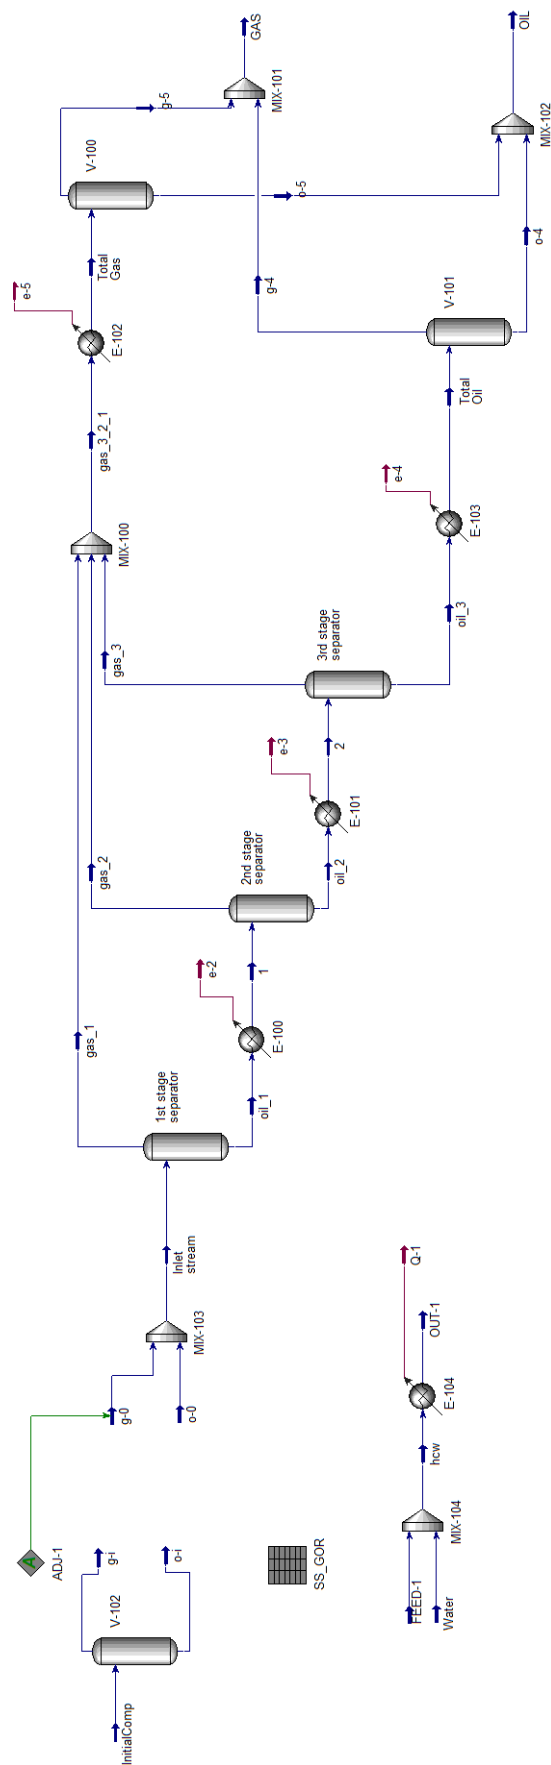 InitialComp
V-102
g-i
o-i
ADJ-1
A
SS_GOR
FEED-1
Water
MIX-104
hcw
E-104
Q-1
OUT-1
g-0
o-0
MIX-103
Inlet
stream
1st stage
separator
gas_1
oil_1
E-100
e-2
1
2nd stage
separator
gas_2
oil_2
E-101
e-3
2
3rd stage
separator
gas_3
oil_3
MIX-100
gas_3_2_1
E-102
e-5
Total
Gas
V-100
g-5
o-5
E-103
e-4
Total
Oil
V-101
g-4
o-4
MIX-101
GAS
MIX-102
OIL